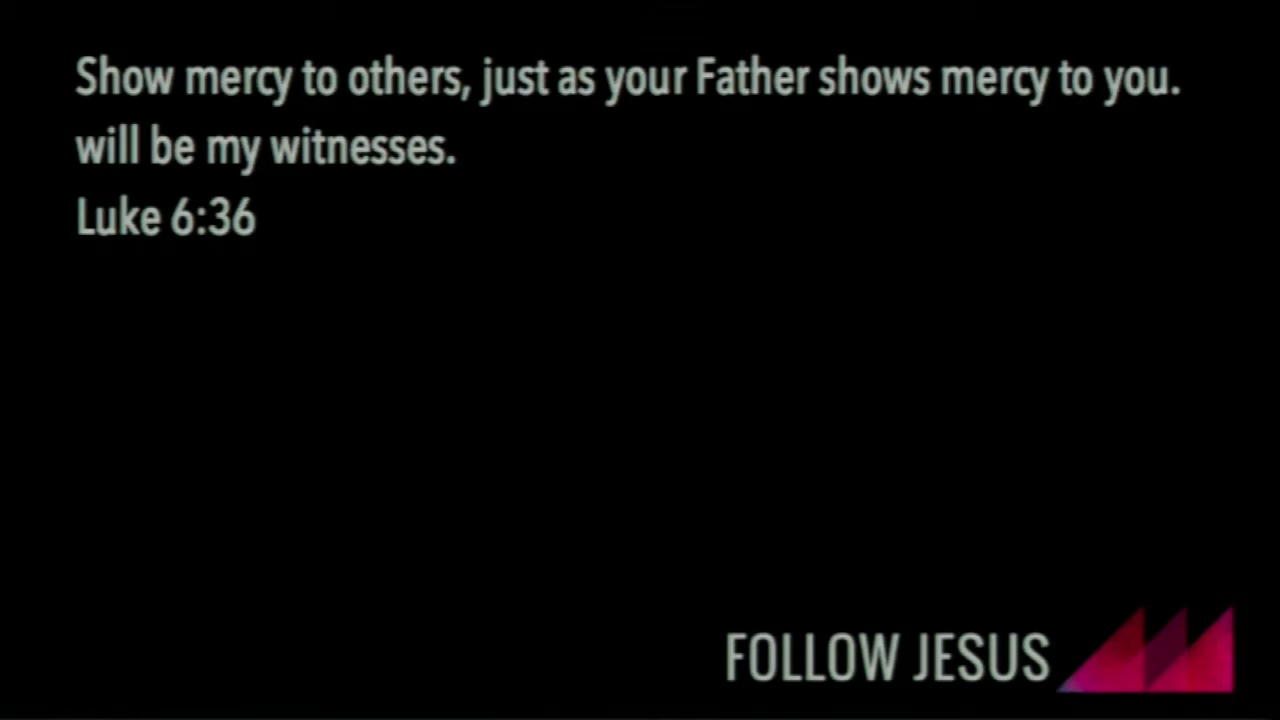 Show mercy to others, just as your Father shows mercy to you.
will be my witnesses.
Luke 6:36
FOLLOW JESUS